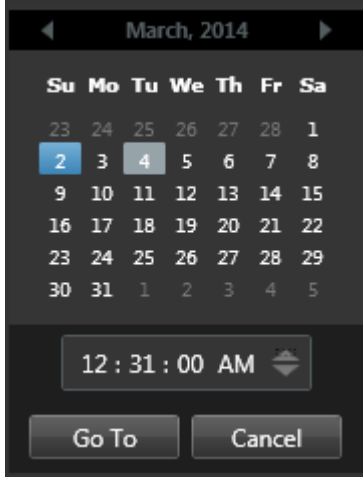 March, 2014
Su Mo Tu We Th Fr Sa
23 24 25 26 27 28 1
2 3 4 5 6 7 8
9 10 11 12 13 14 15
16 17 18 19 20 21 22
23 24 25 26 27 28 29
30 31 1 2 3 4 5
12 : 31 : 00 AM
Go To Cancel